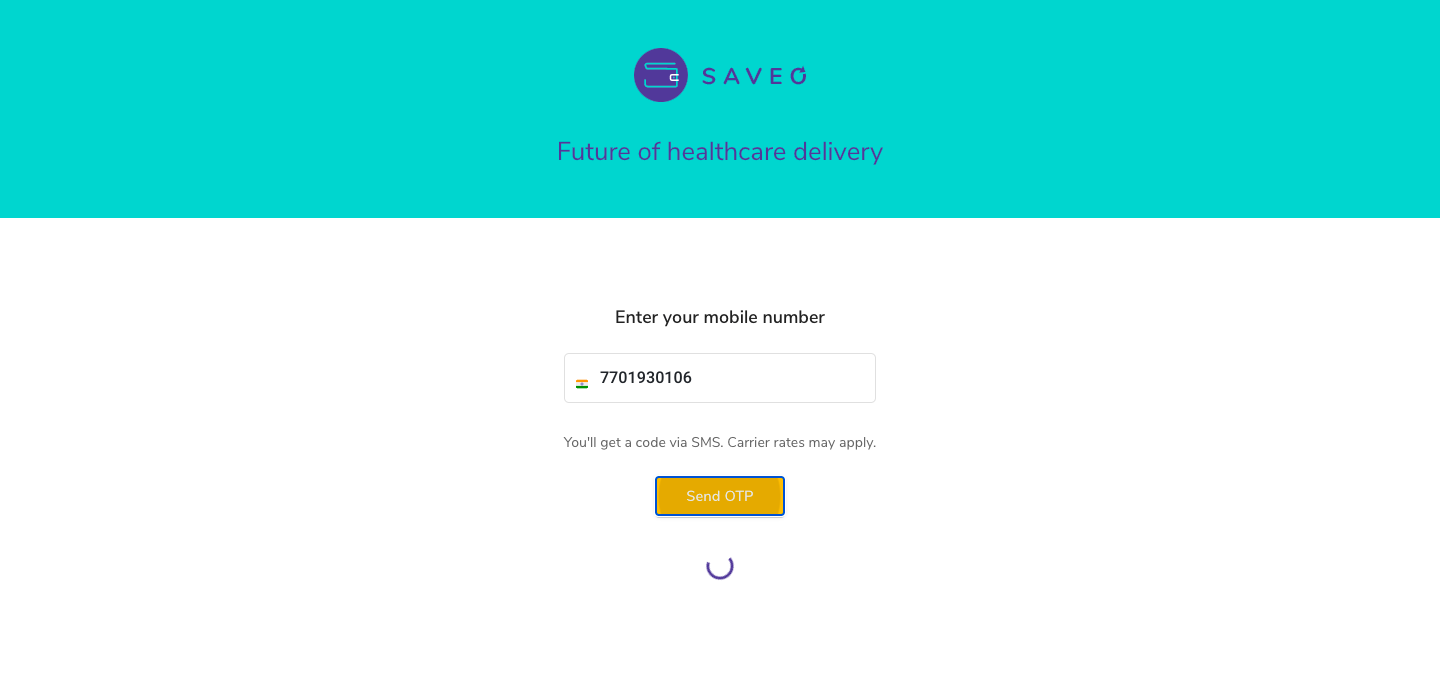 SAVEO
Future of healthcare delivery
Enter your mobile number
7701930106
You'll get a code via SMS. Carrier rates may apply.
Send OTP